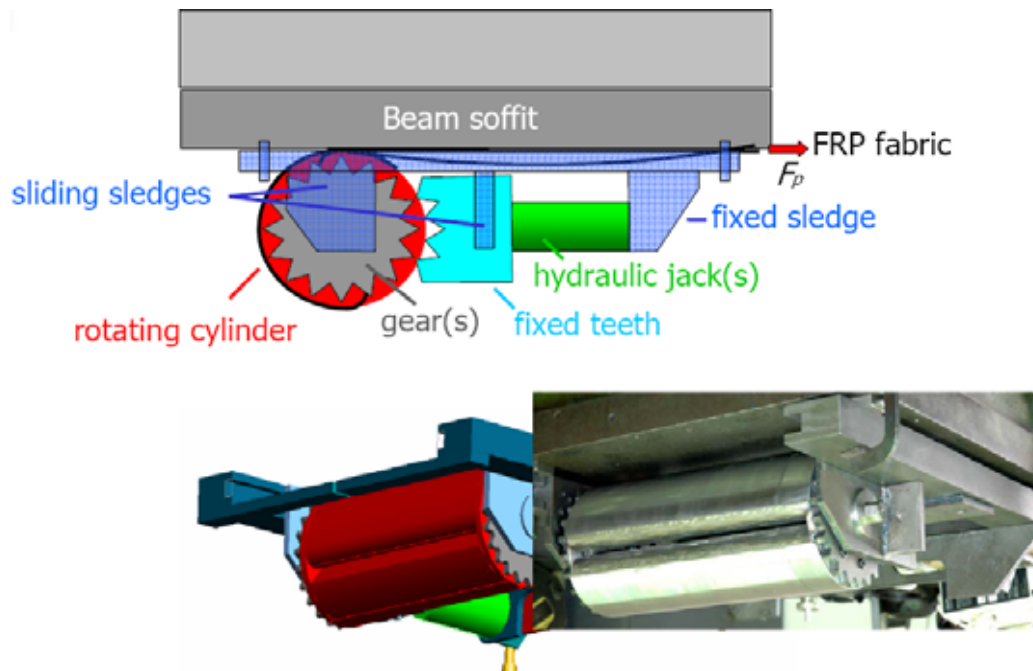 Beam soffit
FRP fabric
Fp
sliding sledges
fixed sledge
hydraulic jack(s)
rotating cylinder
gear(s)
fixed teeth